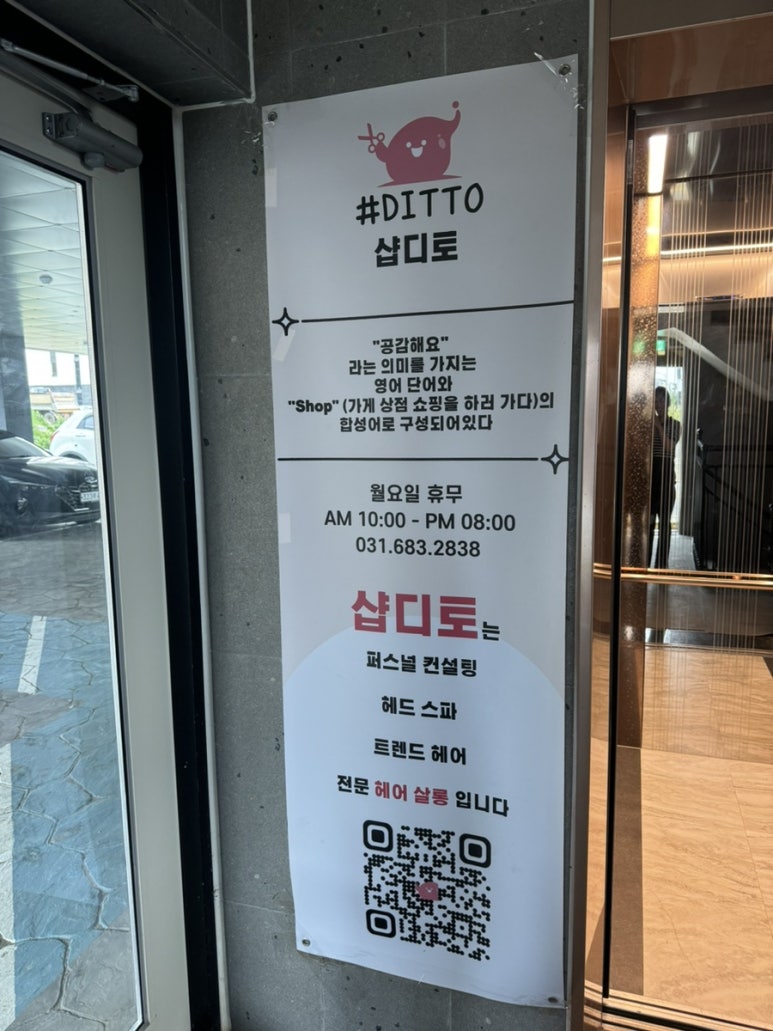 #DITTO
샵디토
"공감해요"
라는 의미를 가지는
영어 단어와
"Shop" (가게 상점 쇼핑을 하러 가다)의
합성어로 구성되어있다
월요일 휴무
AM 10:00 - PM 08:00
031.683.2838
샵디토는
퍼스널 컨설팅
헤드 스파
트렌드 헤어
전문 헤어 살롱 입니다